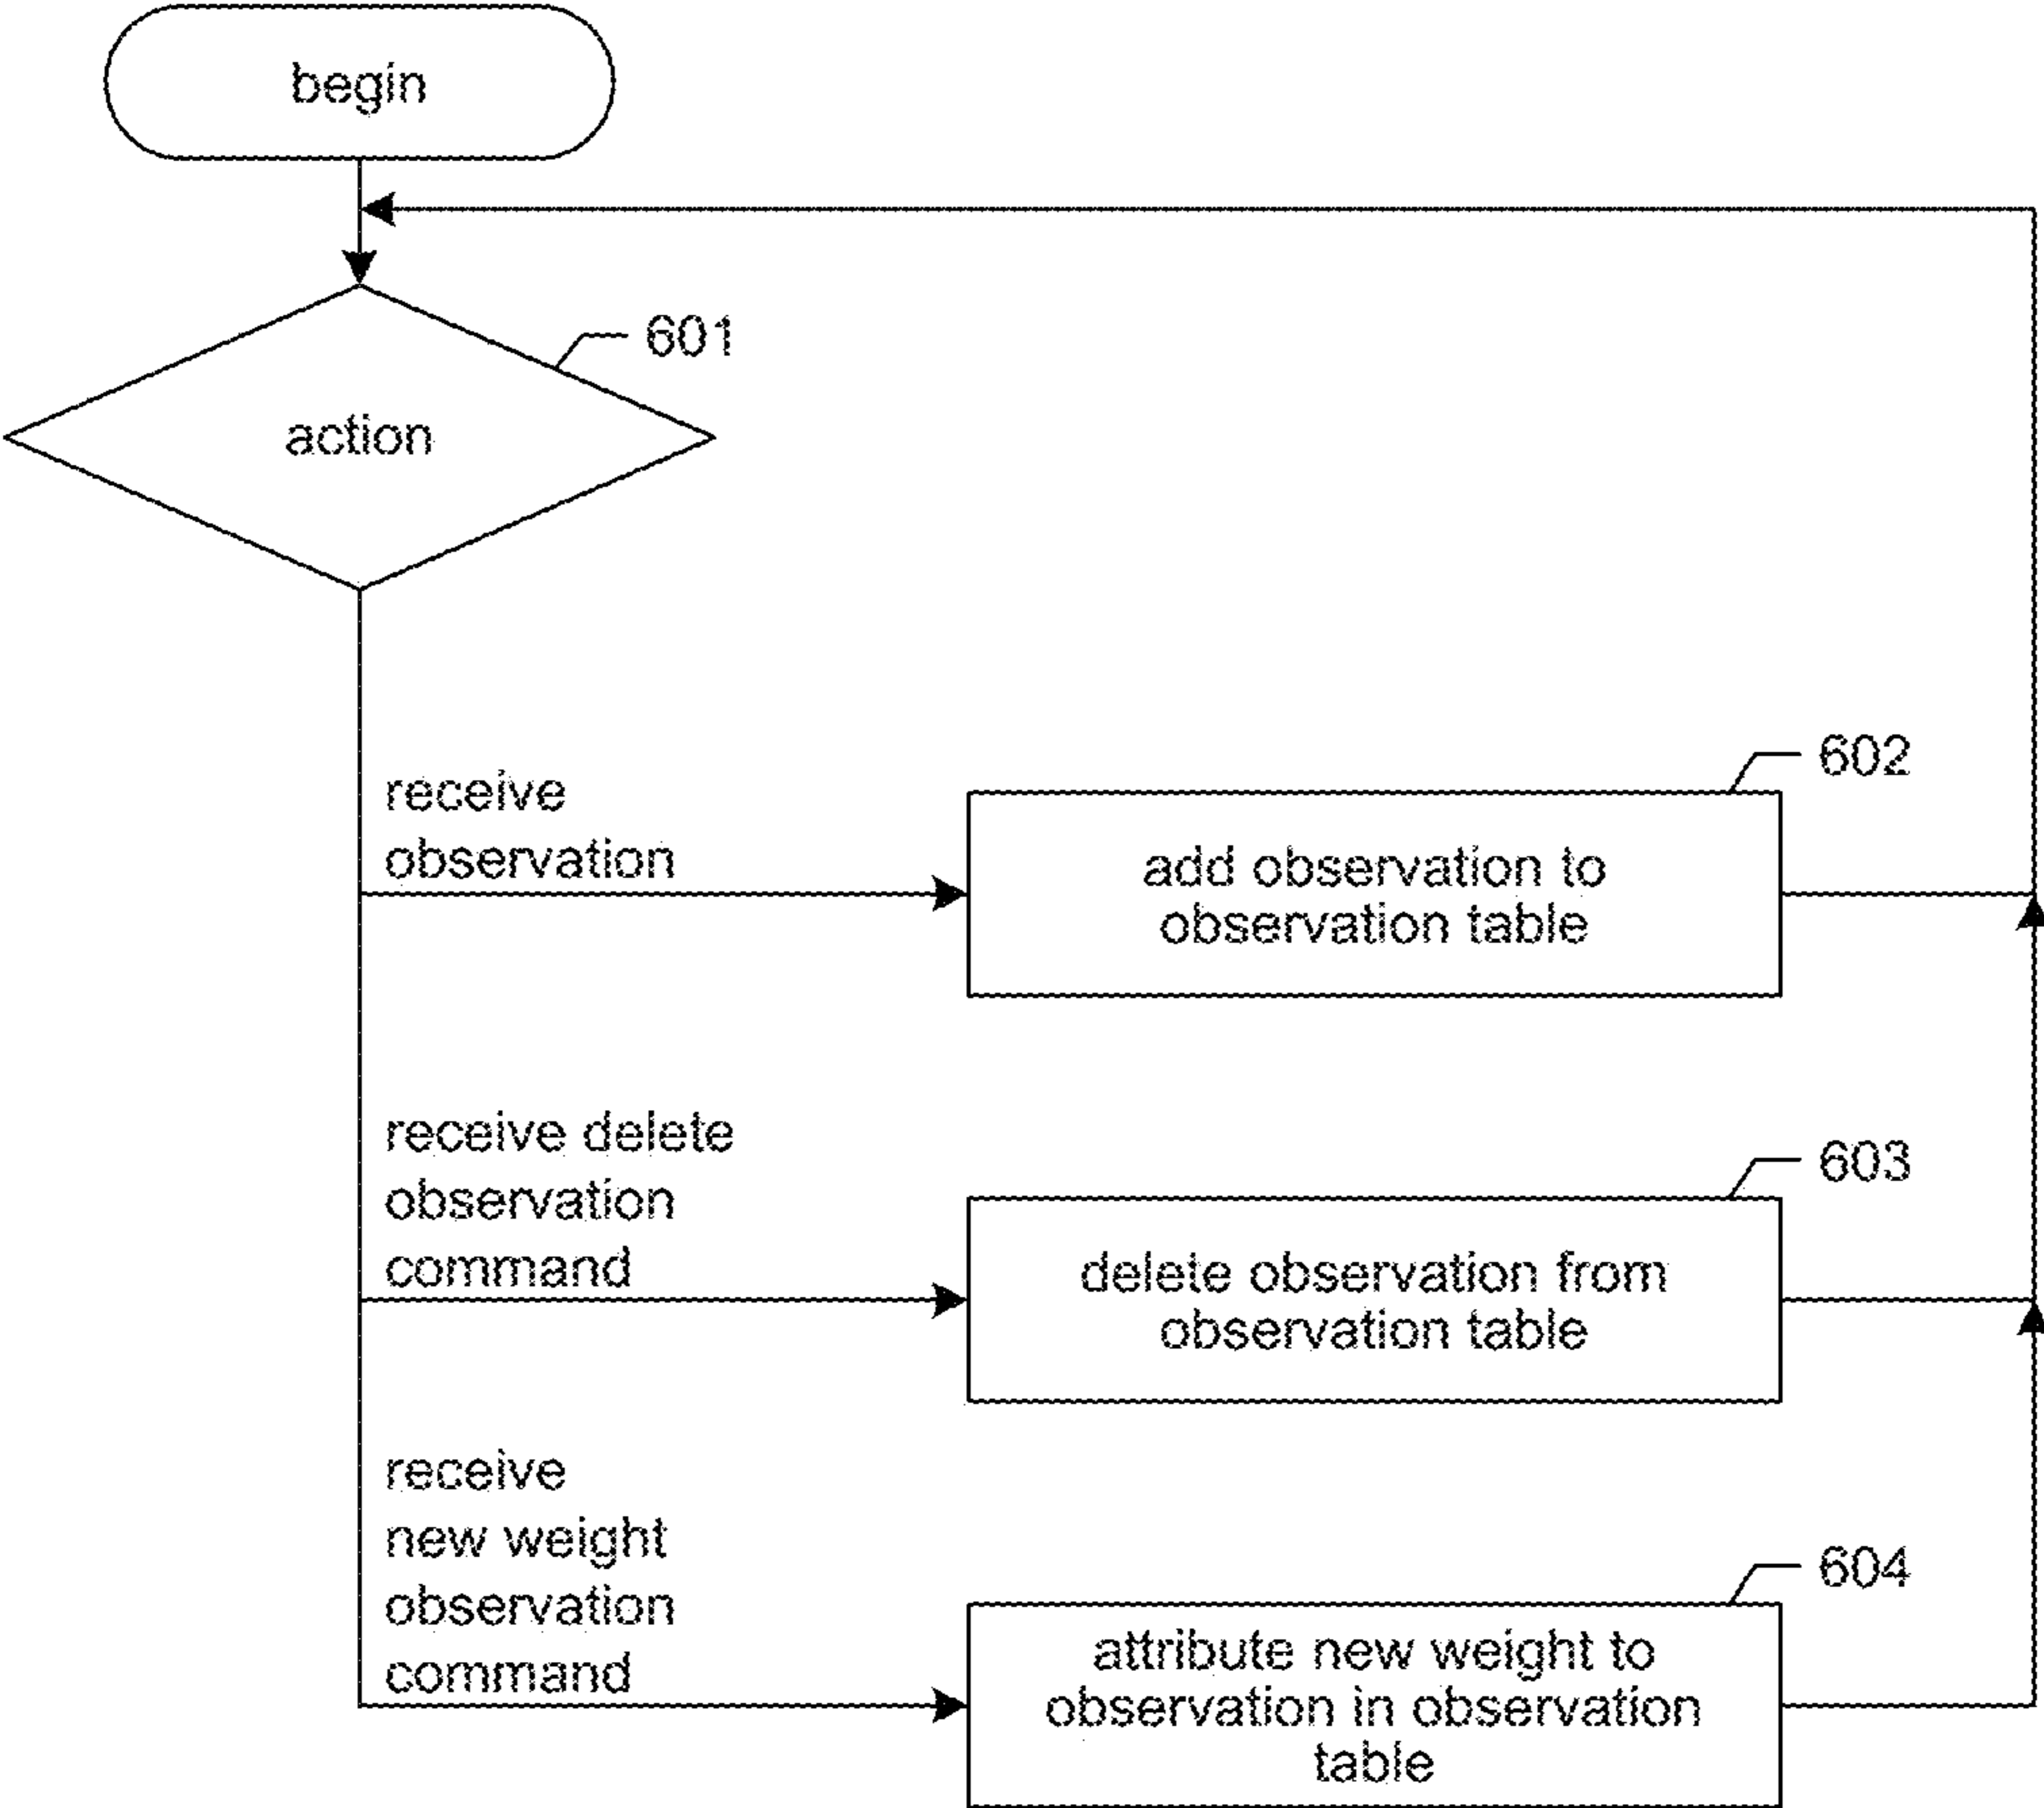 begin
601
action
receive
observation
602
add observation to
observation table
receive delete
observation
command
603
delete observation from
observation table
receive
new weight
observation
command
604
attribute new weight to
observation in observation
table